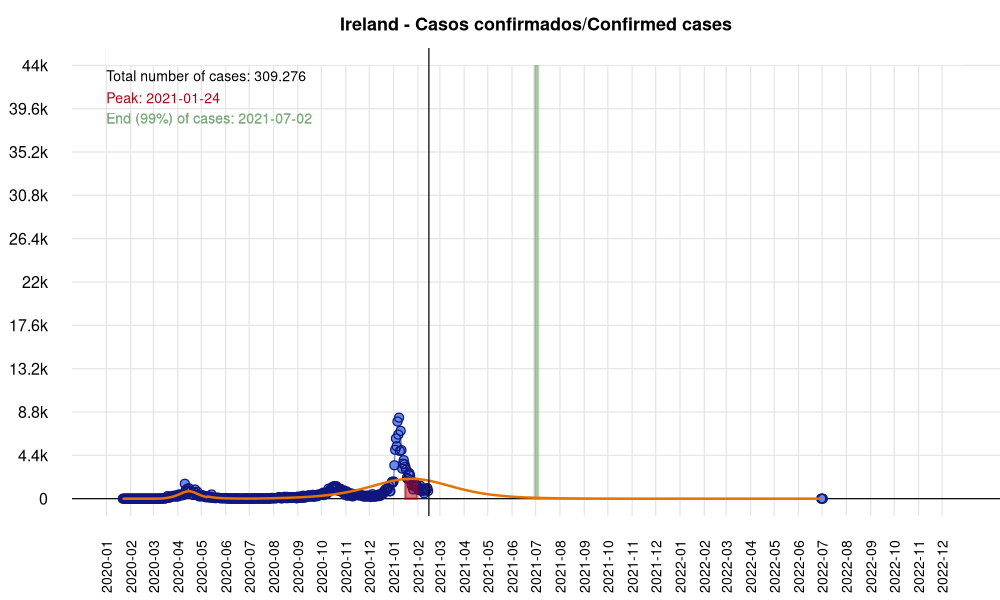 Ireland - Casos confirmados/Confirmed cases
44k
Total number of cases: 309.276
Peak: 2021-01-24
End (99%) of cases: 2021-07-02
39.6k
35.2k
30.8k
26.4k
22k
17.6k
13.2k
8.8k
4.4k
0
2020-01
2020-02
2020-03
2020-04
2020-05
2020-06
2020-07
2020-08
2020-09
2020-10
2020-11
2020-12
2021-01
2021-02
2021-03
2021-04
2021-05
2021-06
2021-07
2021-08
2021-09
2021-10
2021-11
2021-12
2022-01
2022-02
2022-03
2022-04
2022-05
2022-06
2022-07
2022-08
2022-09
2022-10
2022-11
2022-12